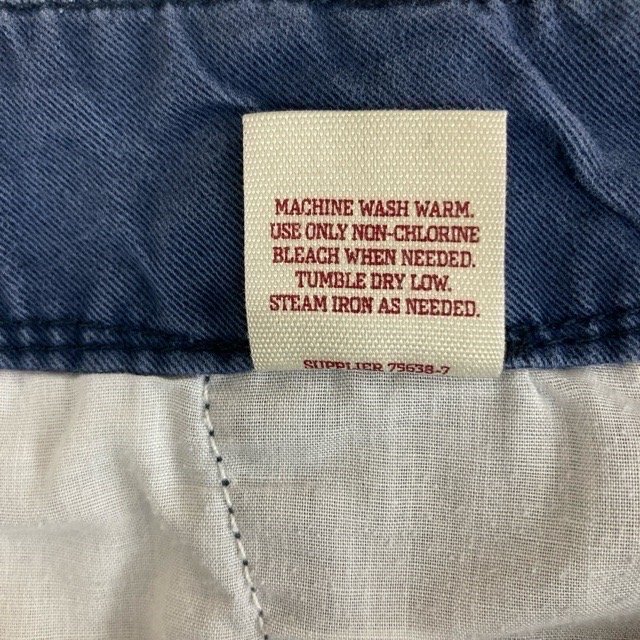 MACHINE WASH WARM.
USE ONLY NON-CHLORINE
BLEACH WHEN NEEDED.
TUMBLE DRY LOW.
STEAM IRON AS NEEDED.
SUPPLIER 75638-7